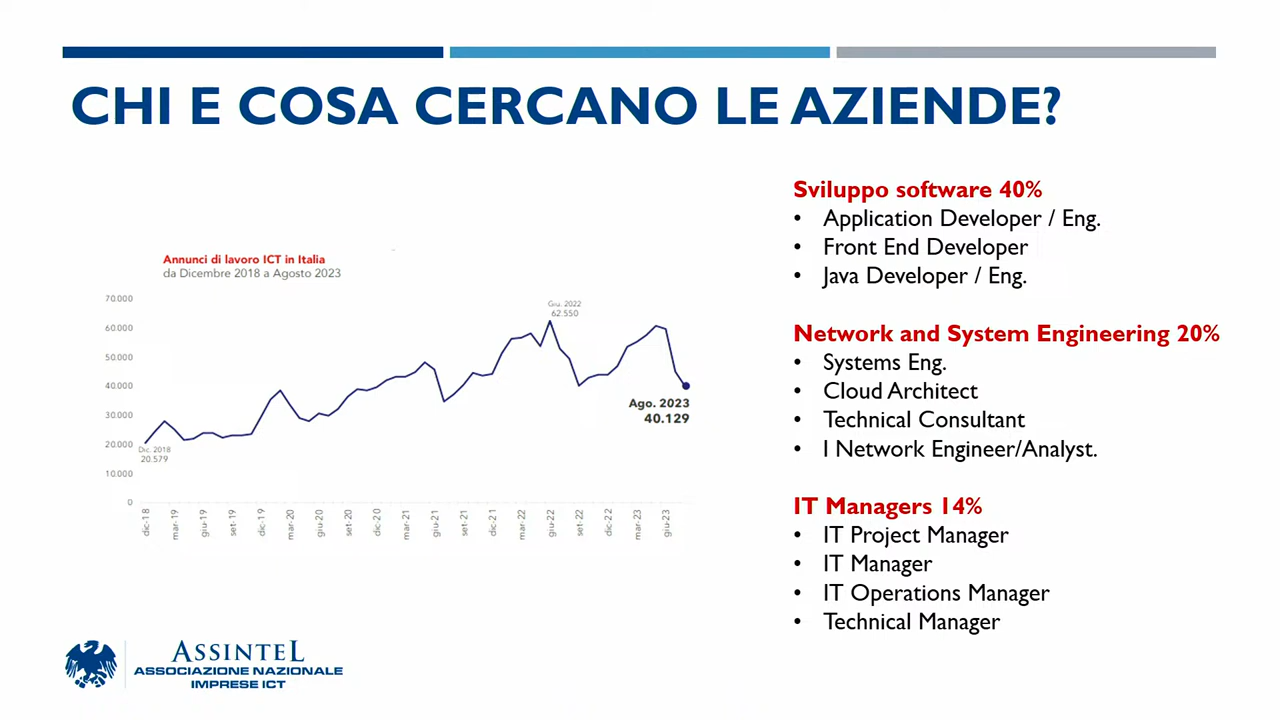 CHI E COSA CERCANO LE AZIENDE?
Annunci di lavoro ICT in Italia
da Dicembre 2018 a Agosto 2023
70.000
60.000
50.000
40.000
30.000
20.000
10.000
0
Giu. 2022
62.550
Ago. 2023
40.129
Dic. 2018
20.579
dic-18
mar-19
giu-19
set-19
dic-19
mar-20
giu-20
set-20
dic-20
mar-21
giu-21
set-21
dic-21
mar-22
giu-22
set-22
dic-22
mar-23
giu-23
Sviluppo software 40%
• Application Developer / Eng.
• Front End Developer
• Java Developer / Eng.
Network and System Engineering 20%
• Systems Eng.
• Cloud Architect
• Technical Consultant
• I Network Engineer/Analyst.
IT Managers 14%
• IT Project Manager
• IT Manager
• IT Operations Manager
• Technical Manager
ASSINTEL
ASSOCIAZIONE NAZIONALE
IMPRESE ICT